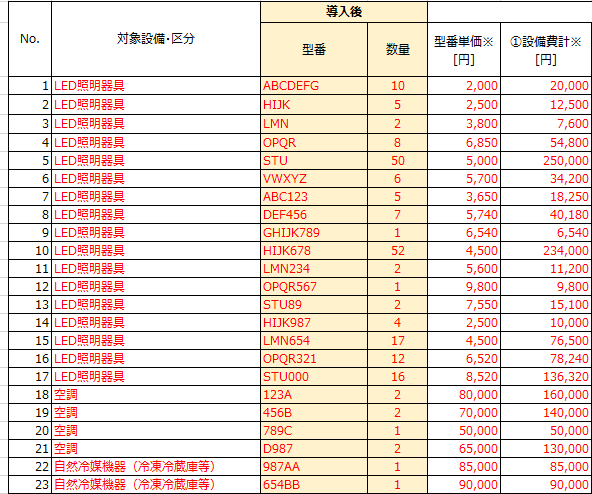 導入後
No. 対象設備・区分 型番 数量 型番単価※ ①設備費計※
[円] [円]
1 LED照明器具 ABCDEFG 10 2,000 20,000
2 LED照明器具 HIJK 5 2,500 12,500
3 LED照明器具 LMN 2 3,800 7,600
4 LED照明器具 OPQR 8 6,850 54,800
5 LED照明器具 STU 50 5,000 250,000
6 LED照明器具 VWXYZ 6 5,700 34,200
7 LED照明器具 ABC123 5 3,650 18,250
8 LED照明器具 DEF456 7 5,740 40,180
9 LED照明器具 GHIJK789 1 6,540 6,540
10 LED照明器具 HIJK678 52 4,500 234,000
11 LED照明器具 LMN234 2 5,600 11,200
12 LED照明器具 OPQR567 1 9,800 9,800
13 LED照明器具 STU89 2 7,550 15,100
14 LED照明器具 HIJK987 4 2,500 10,000
15 LED照明器具 LMN654 17 4,500 76,500
16 LED照明器具 OPQR321 12 6,520 78,240
17 LED照明器具 STU000 16 8,520 136,320
18 空調 123A 2 80,000 160,000
19 空調 456B 2 70,000 140,000
20 空調 789C 1 50,000 50,000
21 空調 D987 2 65,000 130,000
22 自然冷媒機器（冷凍冷蔵庫等） 987AA 1 85,000 85,000
23 自然冷媒機器（冷凍冷蔵庫等） 654BB 1 90,000 90,000